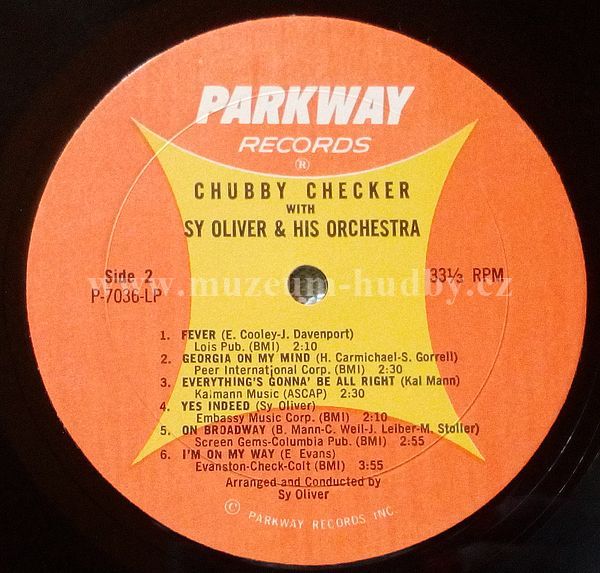 PARKWAY
RECORDS
®
CHUBBY CHECKER
WITH
SY OLIVER & HIS ORCHESTRA
Side 2
P-7036-LP
33⅓ RPM
www.muzeum-hudby.cz
1. FEVER (E. Cooley-J. Davenport)
Lois Pub. (BMI) 2:10
2. GEORGIA ON MY MIND (H. Carmichael-S. Gorrell)
Peer International Corp. (BMI) 2:30
3. EVERYTHING'S GONNA' BE ALL RIGHT (Kal Mann)
Kalmann Music (ASCAP) 2:30
4. YES INDEED (Sy Oliver)
Embassy Music Corp. (BMI) 2:10
5. ON BROADWAY (B. Mann-C. Weil-J. Leiber-M. Stoller)
Screen Gems-Columbia Pub. (BMI) 2:55
6. I'M ON MY WAY (E Evans)
Evanston-Check-Colt (BMI) 3:55
Arranged and Conducted by
Sy Oliver
© PARKWAY RECORDS INC.